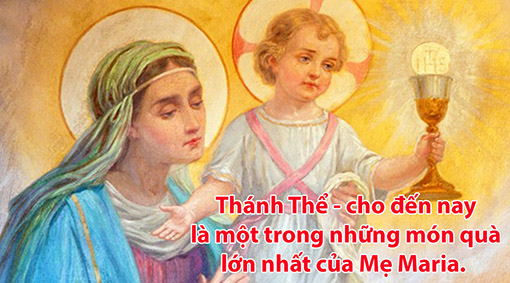 IHS
Thánh Thể - cho đến nay
là một trong những món quà
lớn nhất của Mẹ Maria.